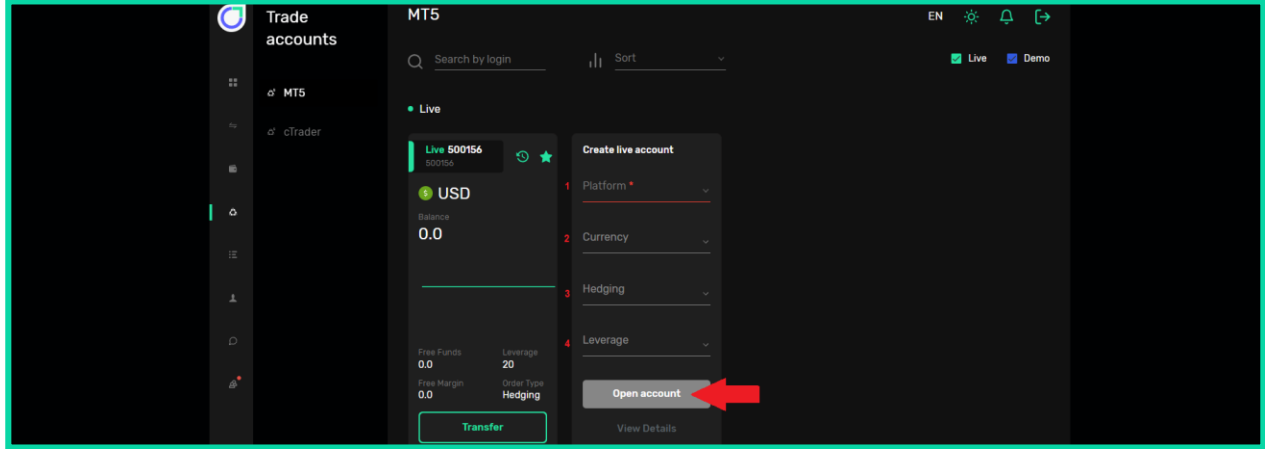 Trade
accounts
MT5
cTrader
MT5
EN
Search by login
Sort
Live
Demo
Live
Live 500156
500156
USD
Balance
0.0
Free Funds
0.0
Leverage
20
Free Margin
0.0
Order Type
Hedging
Transfer
Create live account
1 Platform *
2 Currency
3 Hedging
4 Leverage
Open account
View Details